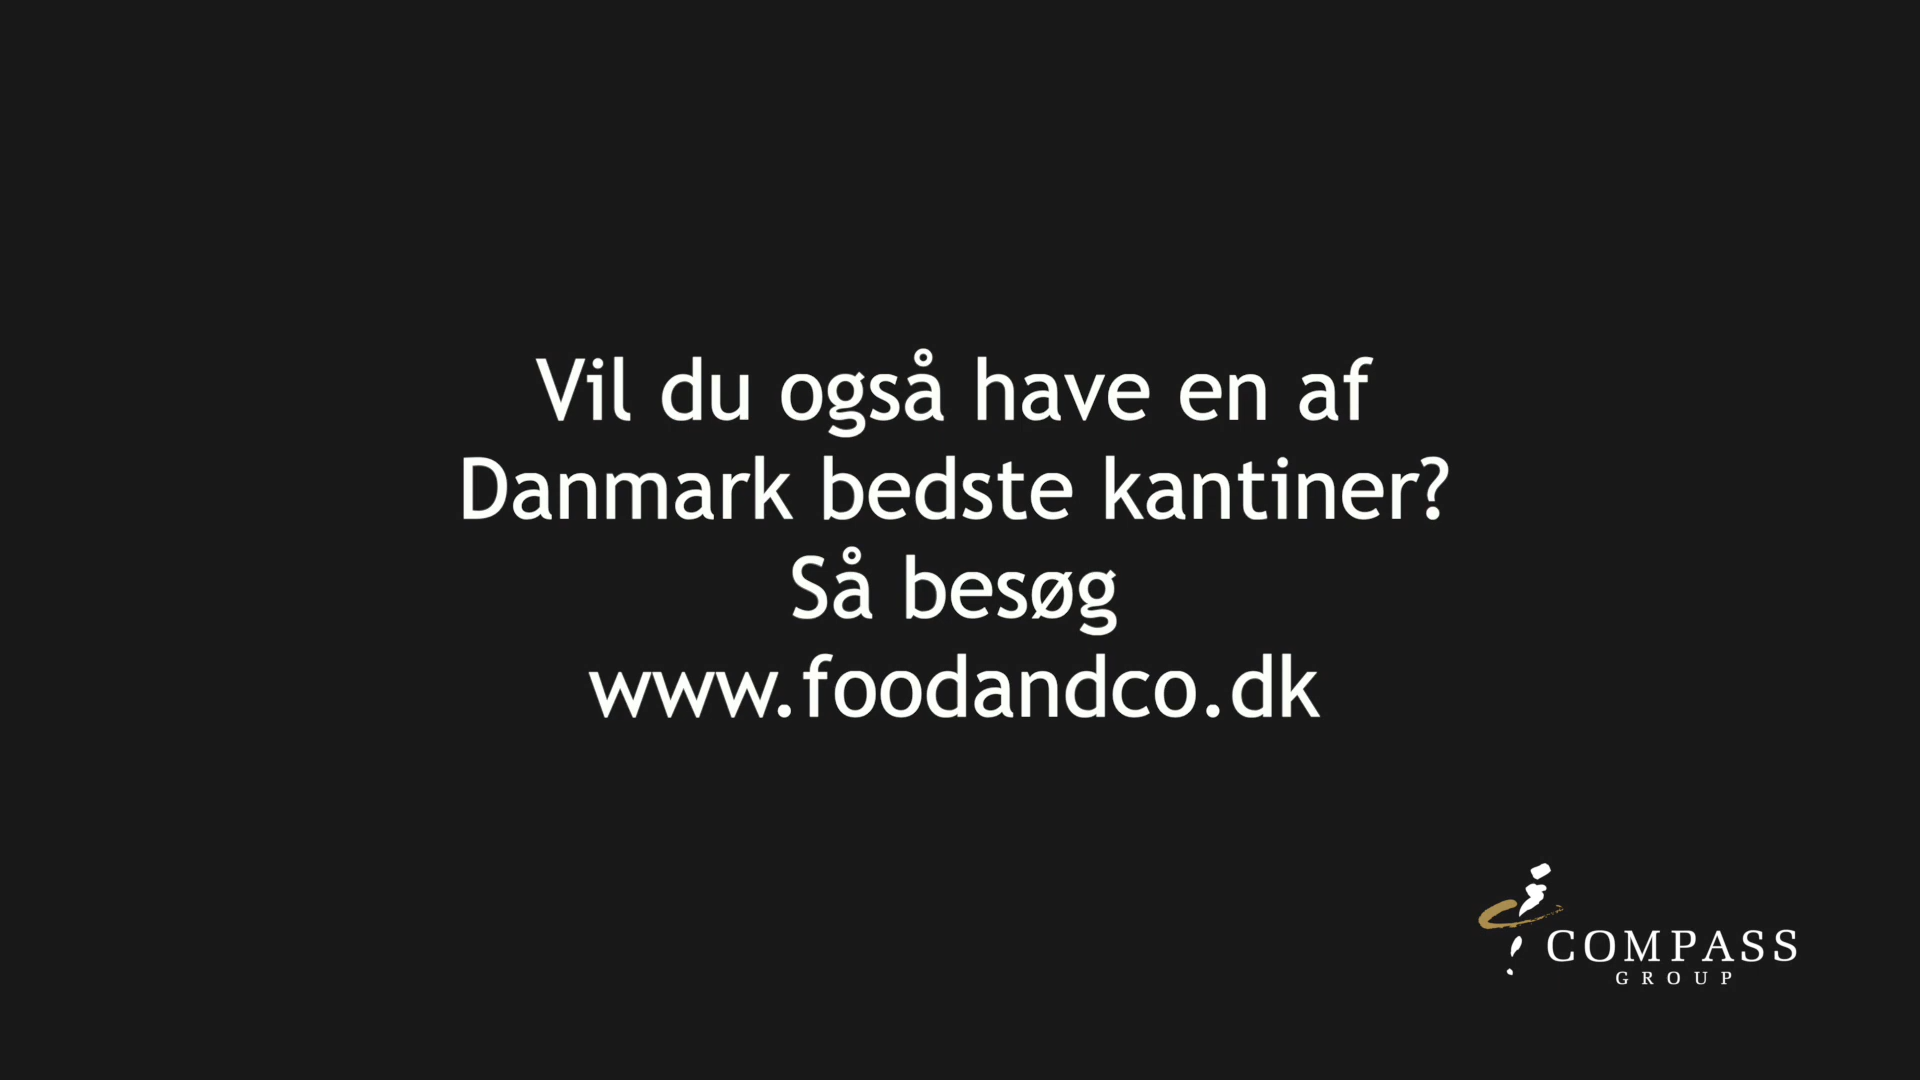 Vil du også have en af
Danmark bedste kantiner?
Så besøg
www.foodandco.dk
COMPASS
GROUP